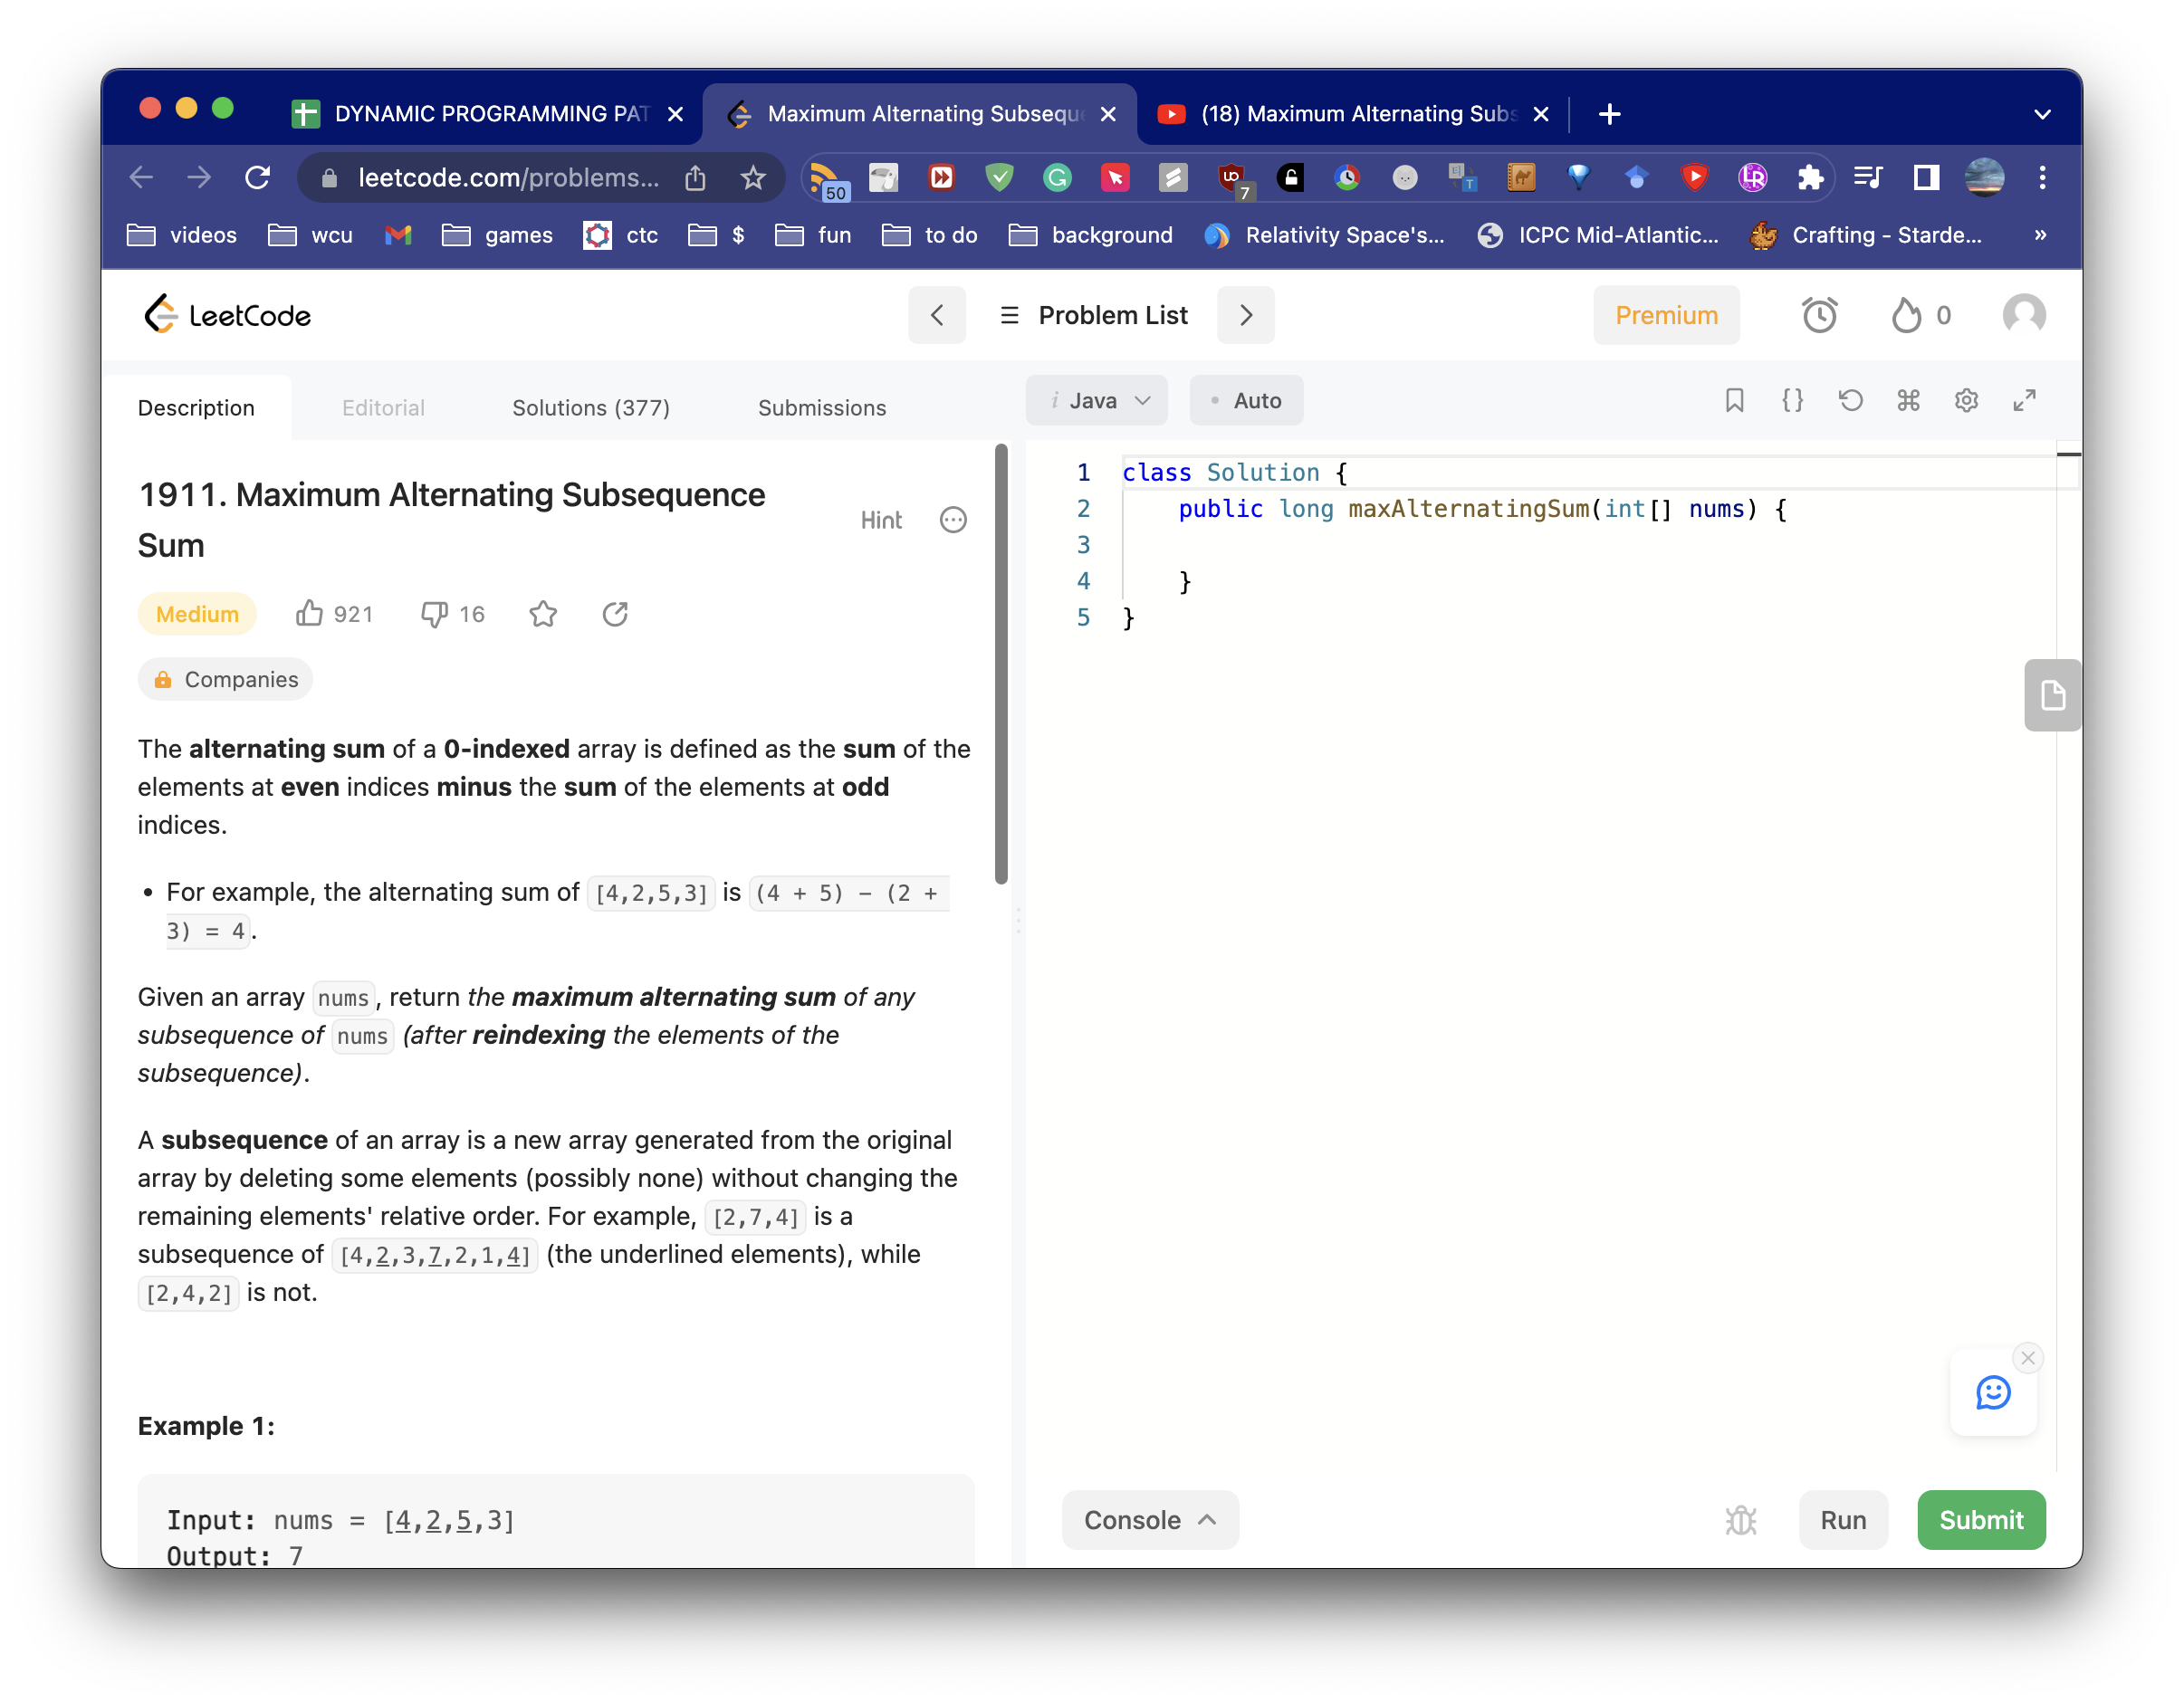 DYNAMIC PROGRAMMING PAT
Maximum Alternating Subsequ
(18) Maximum Alternating Subs
leetcode.com/problems...
50
7
videos
wcu
games
ctc
$
fun
to do
background
Relativity Space's...
ICPC Mid-Atlantic...
Crafting - Starde...
»
LeetCode
Problem List
Premium
0
Description
Editorial
Solutions (377)
Submissions
i Java
• Auto
1911. Maximum Alternating Subsequence
Sum
Hint
Medium
921
16
Companies
The alternating sum of a 0-indexed array is defined as the sum of the
elements at even indices minus the sum of the elements at odd
indices.
• For example, the alternating sum of [4,2,5,3] is (4 + 5) - (2 +
3) = 4.
Given an array nums, return the maximum alternating sum of any
subsequence of nums (after reindexing the elements of the
subsequence).
A subsequence of an array is a new array generated from the original
array by deleting some elements (possibly none) without changing the
remaining elements' relative order. For example, [2,7,4] is a
subsequence of [4,2,3,7,2,1,4] (the underlined elements), while
[2,4,2] is not.
Example 1:
Input: nums = [4,2,5,3]
Output: 7
1 class Solution {
2 public long maxAlternatingSum(int[] nums) {
3
4 }
5 }
Console
Run
Submit